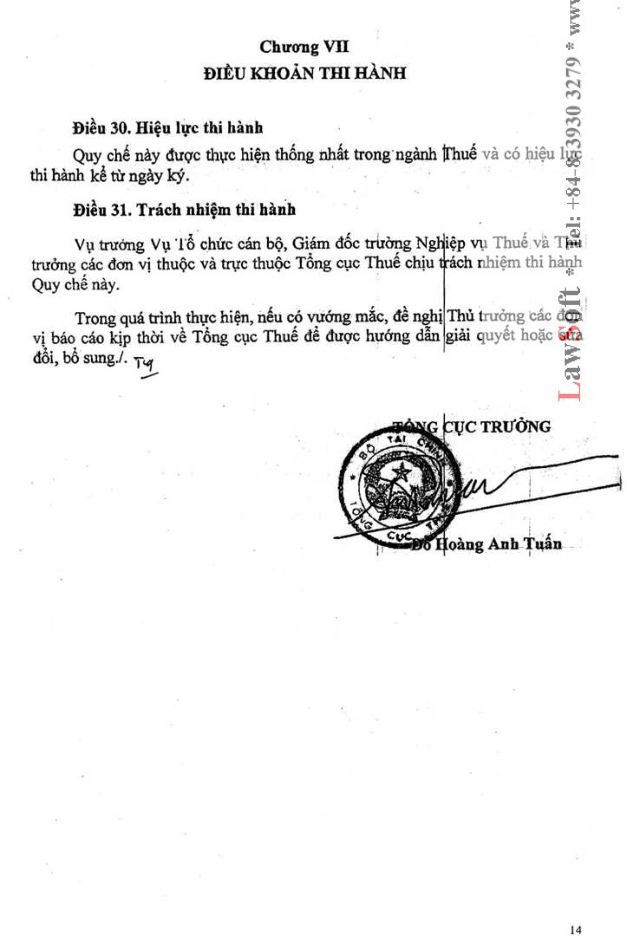 Chương VII
ĐIỀU KHOẢN THI HÀNH
Điều 30. Hiệu lực thi hành
Quy chế này được thực hiện thống nhất trong ngành Thuế và có hiệu lực
thi hành kể từ ngày ký.
Điều 31. Trách nhiệm thi hành
Vụ trưởng Vụ Tổ chức cán bộ, Giám đốc trường Nghiệp vụ Thuế và Thủ
trưởng các đơn vị thuộc và trực thuộc Tổng cục Thuế chịu trách nhiệm thi hành
Quy chế này.
Trong quá trình thực hiện, nếu có vướng mắc, đề nghị Thủ trưởng các đơn
vị báo cáo kịp thời về Tổng cục Thuế để được hướng dẫn giải quyết hoặc sửa
đổi, bổ sung./.
TỔNG CỤC TRƯỞNG
BỘ TÀI CHÍNH
TỔNG CỤC THUẾ
Đỗ Hoàng Anh Tuấn
14
LawSoft * Tel: +84-8-3930 3279 * www